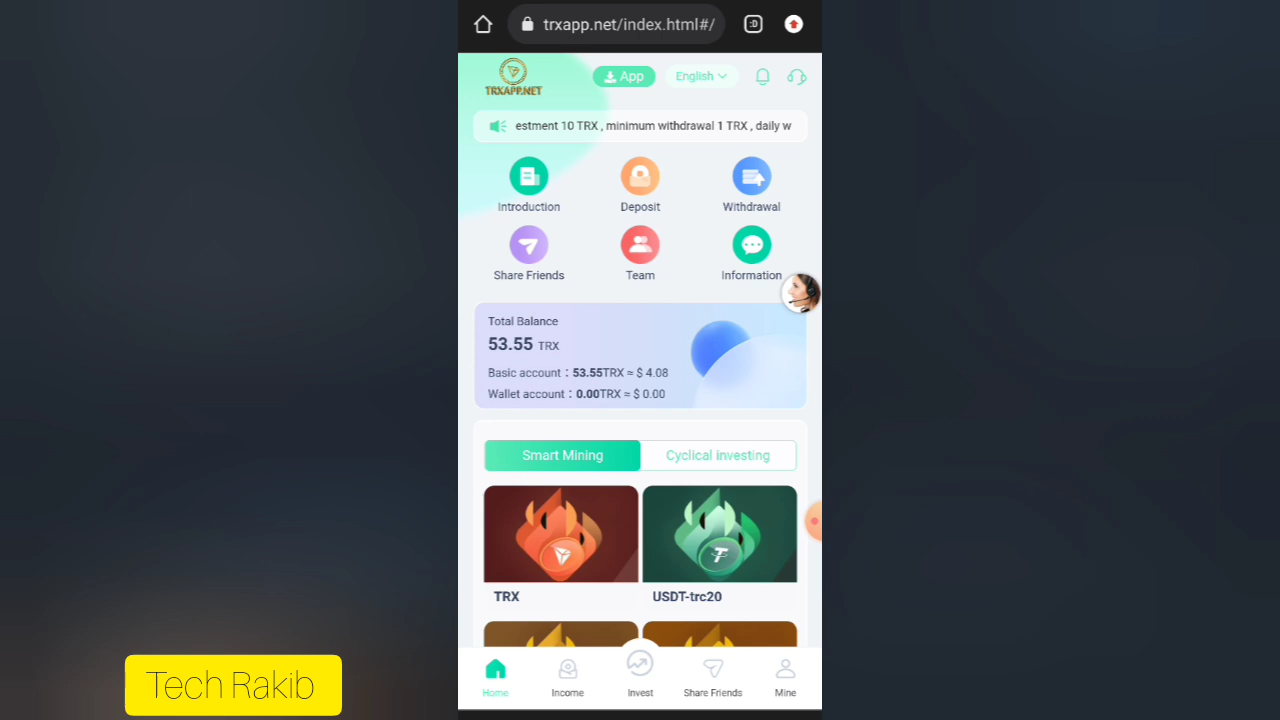 trxapp.net/index.html#/
:D
TRXAPP.NET
App
English
estment 10 TRX , minimum withdrawal 1 TRX , daily w
Introduction
Deposit
Withdrawal
Share Friends
Team
Information
Total Balance
53.55 TRX
Basic account : 53.55TRX ≈ $ 4.08
Wallet account : 0.00TRX ≈ $ 0.00
Smart Mining
Cyclical investing
TRX
USDT-trc20
Home
Income
Invest
Share Friends
Mine
Tech Rakib